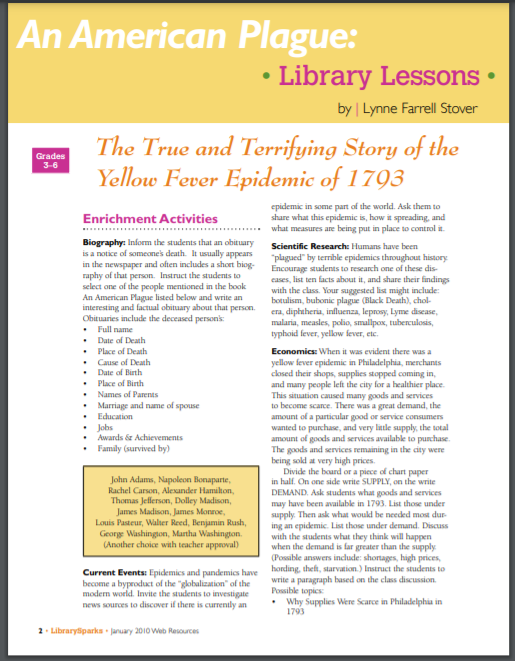 An American Plague:
• Library Lessons •
by | Lynne Farrell Stover
Grades
3–6
The True and Terrifying Story of the
Yellow Fever Epidemic of 1793
Enrichment Activities
Biography: Inform the students that an obituary
is a notice of someone's death. It usually appears
in the newspaper and often includes a short biog-
raphy of that person. Instruct the students to
select one of the people mentioned in the book
An American Plague listed below and write an
interesting and factual obituary about that person.
Obituaries include the deceased person's:
• Full name
• Date of Death
• Place of Death
• Cause of Death
• Date of Birth
• Place of Birth
• Names of Parents
• Marriage and name of spouse
• Education
• Jobs
• Awards & Achievements
• Family (survived by)
John Adams, Napoleon Bonaparte,
Rachel Carson, Alexander Hamilton,
Thomas Jefferson, Dolley Madison,
James Madison, James Monroe,
Louis Pasteur, Walter Reed, Benjamin Rush,
George Washington, Martha Washington.
(Another choice with teacher approval)
Current Events: Epidemics and pandemics have
become a byproduct of the "globalization" of the
modern world. Invite the students to investigate
news sources to discover if there is currently an
epidemic in some part of the world. Ask them to
share what this epidemic is, how it spreading, and
what measures are being put in place to control it.
Scientific Research: Humans have been
"plagued" by terrible epidemics throughout history.
Encourage students to research one of these dis-
eases, list ten facts about it, and share their findings
with the class. Your suggested list might include:
botulism, bubonic plague (Black Death), chol-
era, diphtheria, influenza, leprosy, Lyme disease,
malaria, measles, polio, smallpox, tuberculosis,
typhoid fever, yellow fever, etc.
Economics: When it was evident there was a
yellow fever epidemic in Philadelphia, merchants
closed their shops, supplies stopped coming in,
and many people left the city for a healthier place.
This situation caused many goods and services
to become scarce. There was a great demand, the
amount of a particular good or service consumers
wanted to purchase, and very little supply, the total
amount of goods and services available to purchase.
The goods and services remaining in the city were
being sold at very high prices.
Divide the board or a piece of chart paper
in half. On one side write SUPPLY, on the write
DEMAND. Ask students what goods and services
may have been available in 1793. List those under
supply. Then ask what would be needed most dur-
ing an epidemic. List those under demand. Discuss
with the students what they think will happen
when the demand is far greater than the supply.
(Possible answers include: shortages, high prices,
hording, theft, starvation.) Instruct the students to
write a paragraph based on the class discussion.
Possible topics:
• Why Supplies Were Scarce in Philadelphia in
1793
2 • LibrarySparks • January 2010 Web Resources